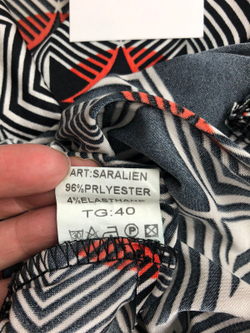 ART:SARALIEN
96%PRLYESTER
4%ELASTHANE
TG:40